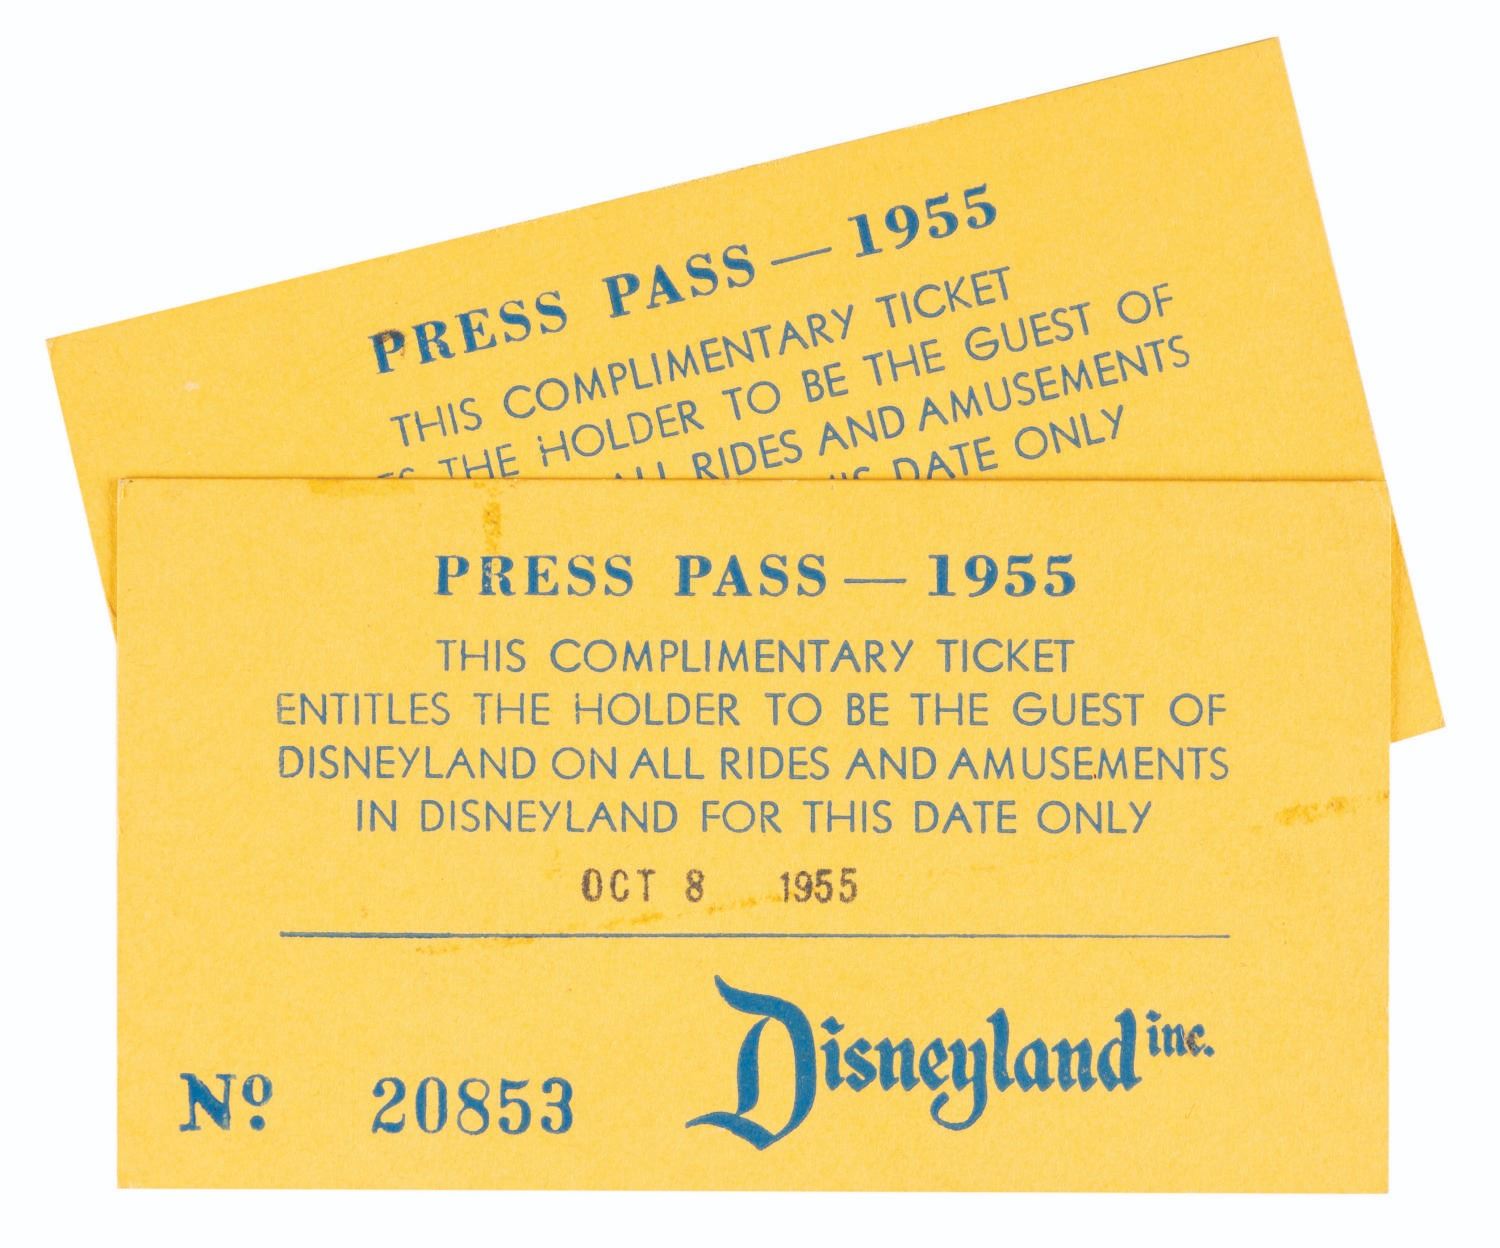 PRESS PASS — 1955
THIS COMPLIMENTARY TICKET
THE HOLDER TO BE THE GUEST OF
ALL RIDES AND AMUSEMENTS
DATE ONLY
PRESS PASS — 1955
THIS COMPLIMENTARY TICKET
ENTITLES THE HOLDER TO BE THE GUEST OF
DISNEYLAND ON ALL RIDES AND AMUSEMENTS
IN DISNEYLAND FOR THIS DATE ONLY
OCT 8 1955
Nº 20853
Disneyland inc.